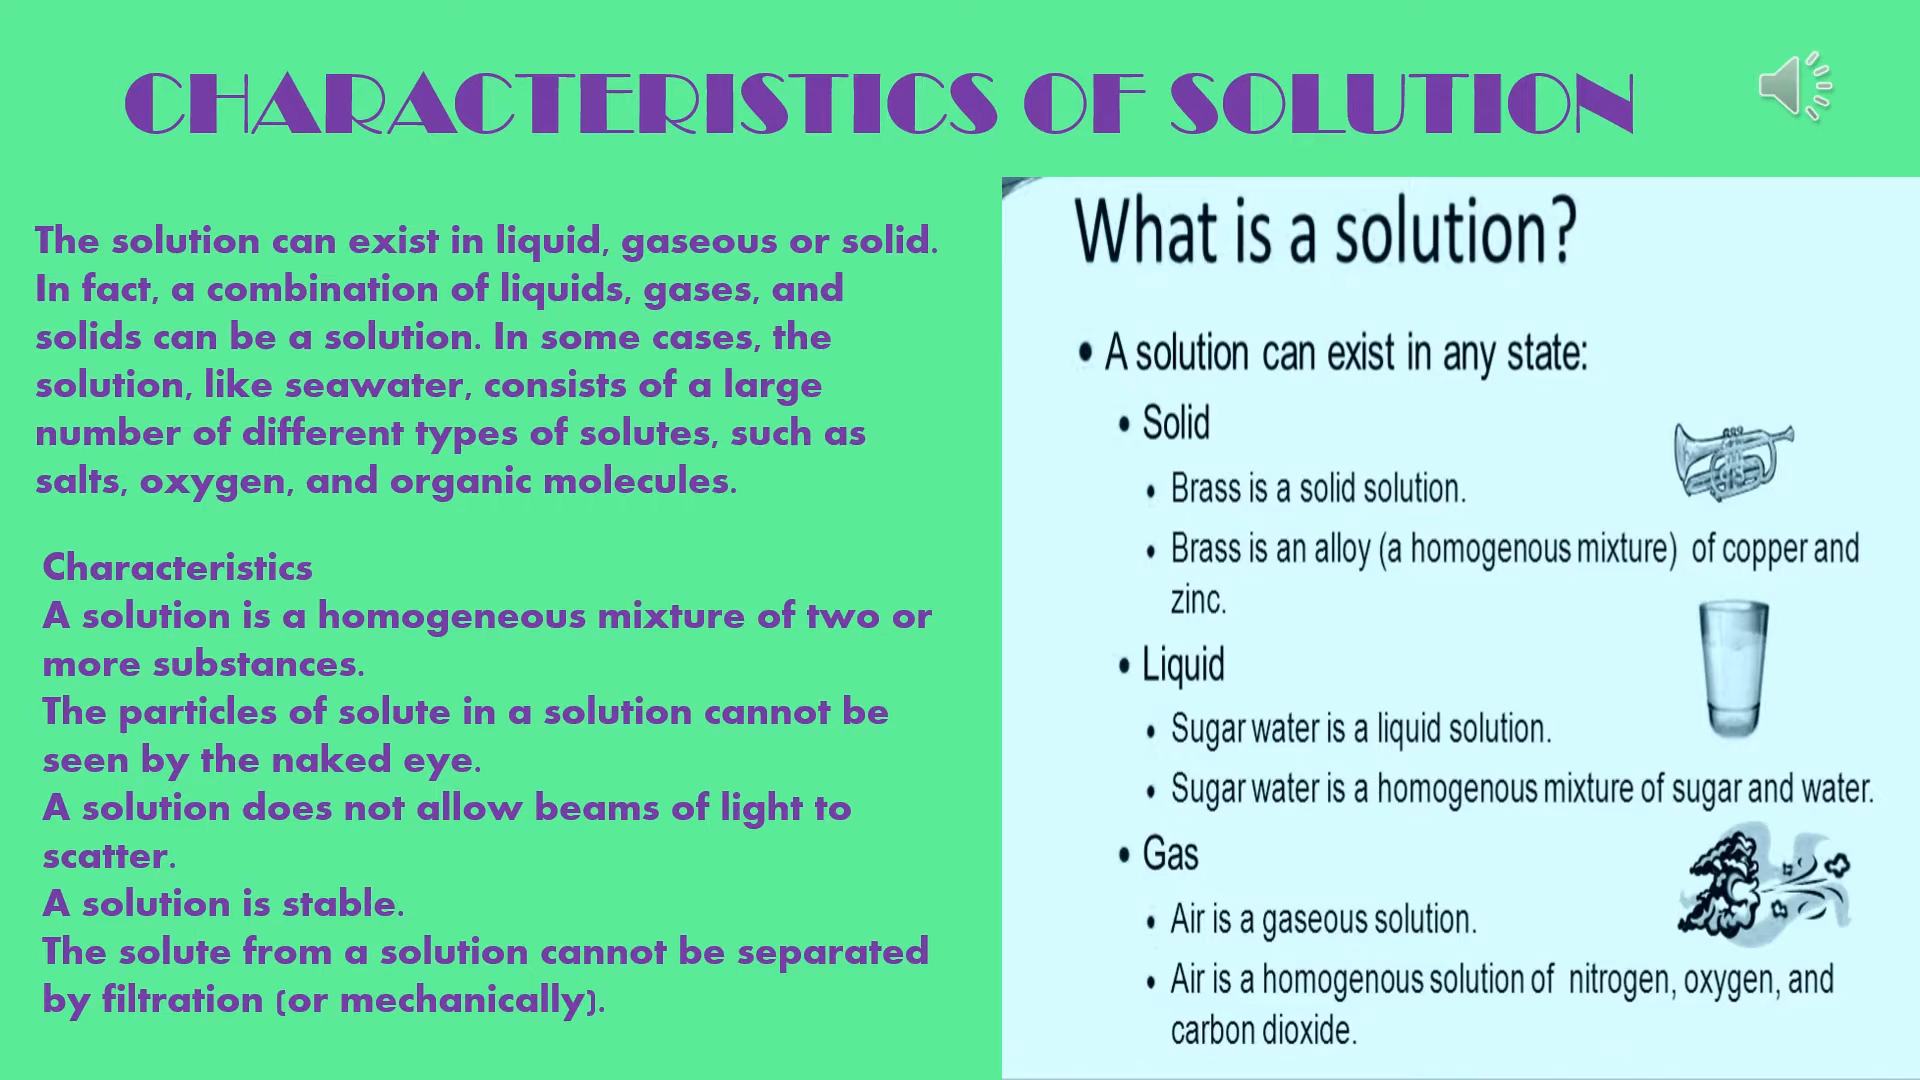 CHARACTERISTICS OF SOLUTION
The solution can exist in liquid, gaseous or solid.
In fact, a combination of liquids, gases, and
solids can be a solution. In some cases, the
solution, like seawater, consists of a large
number of different types of solutes, such as
salts, oxygen, and organic molecules.
Characteristics
A solution is a homogeneous mixture of two or
more substances.
The particles of solute in a solution cannot be
seen by the naked eye.
A solution does not allow beams of light to
scatter.
A solution is stable.
The solute from a solution cannot be separated
by filtration (or mechanically).
What is a solution?
• A solution can exist in any state:
• Solid
• Brass is a solid solution.
• Brass is an alloy (a homogenous mixture) of copper and
zinc.
• Liquid
• Sugar water is a liquid solution.
• Sugar water is a homogenous mixture of sugar and water.
• Gas
• Air is a gaseous solution.
• Air is a homogenous solution of nitrogen, oxygen, and
carbon dioxide.